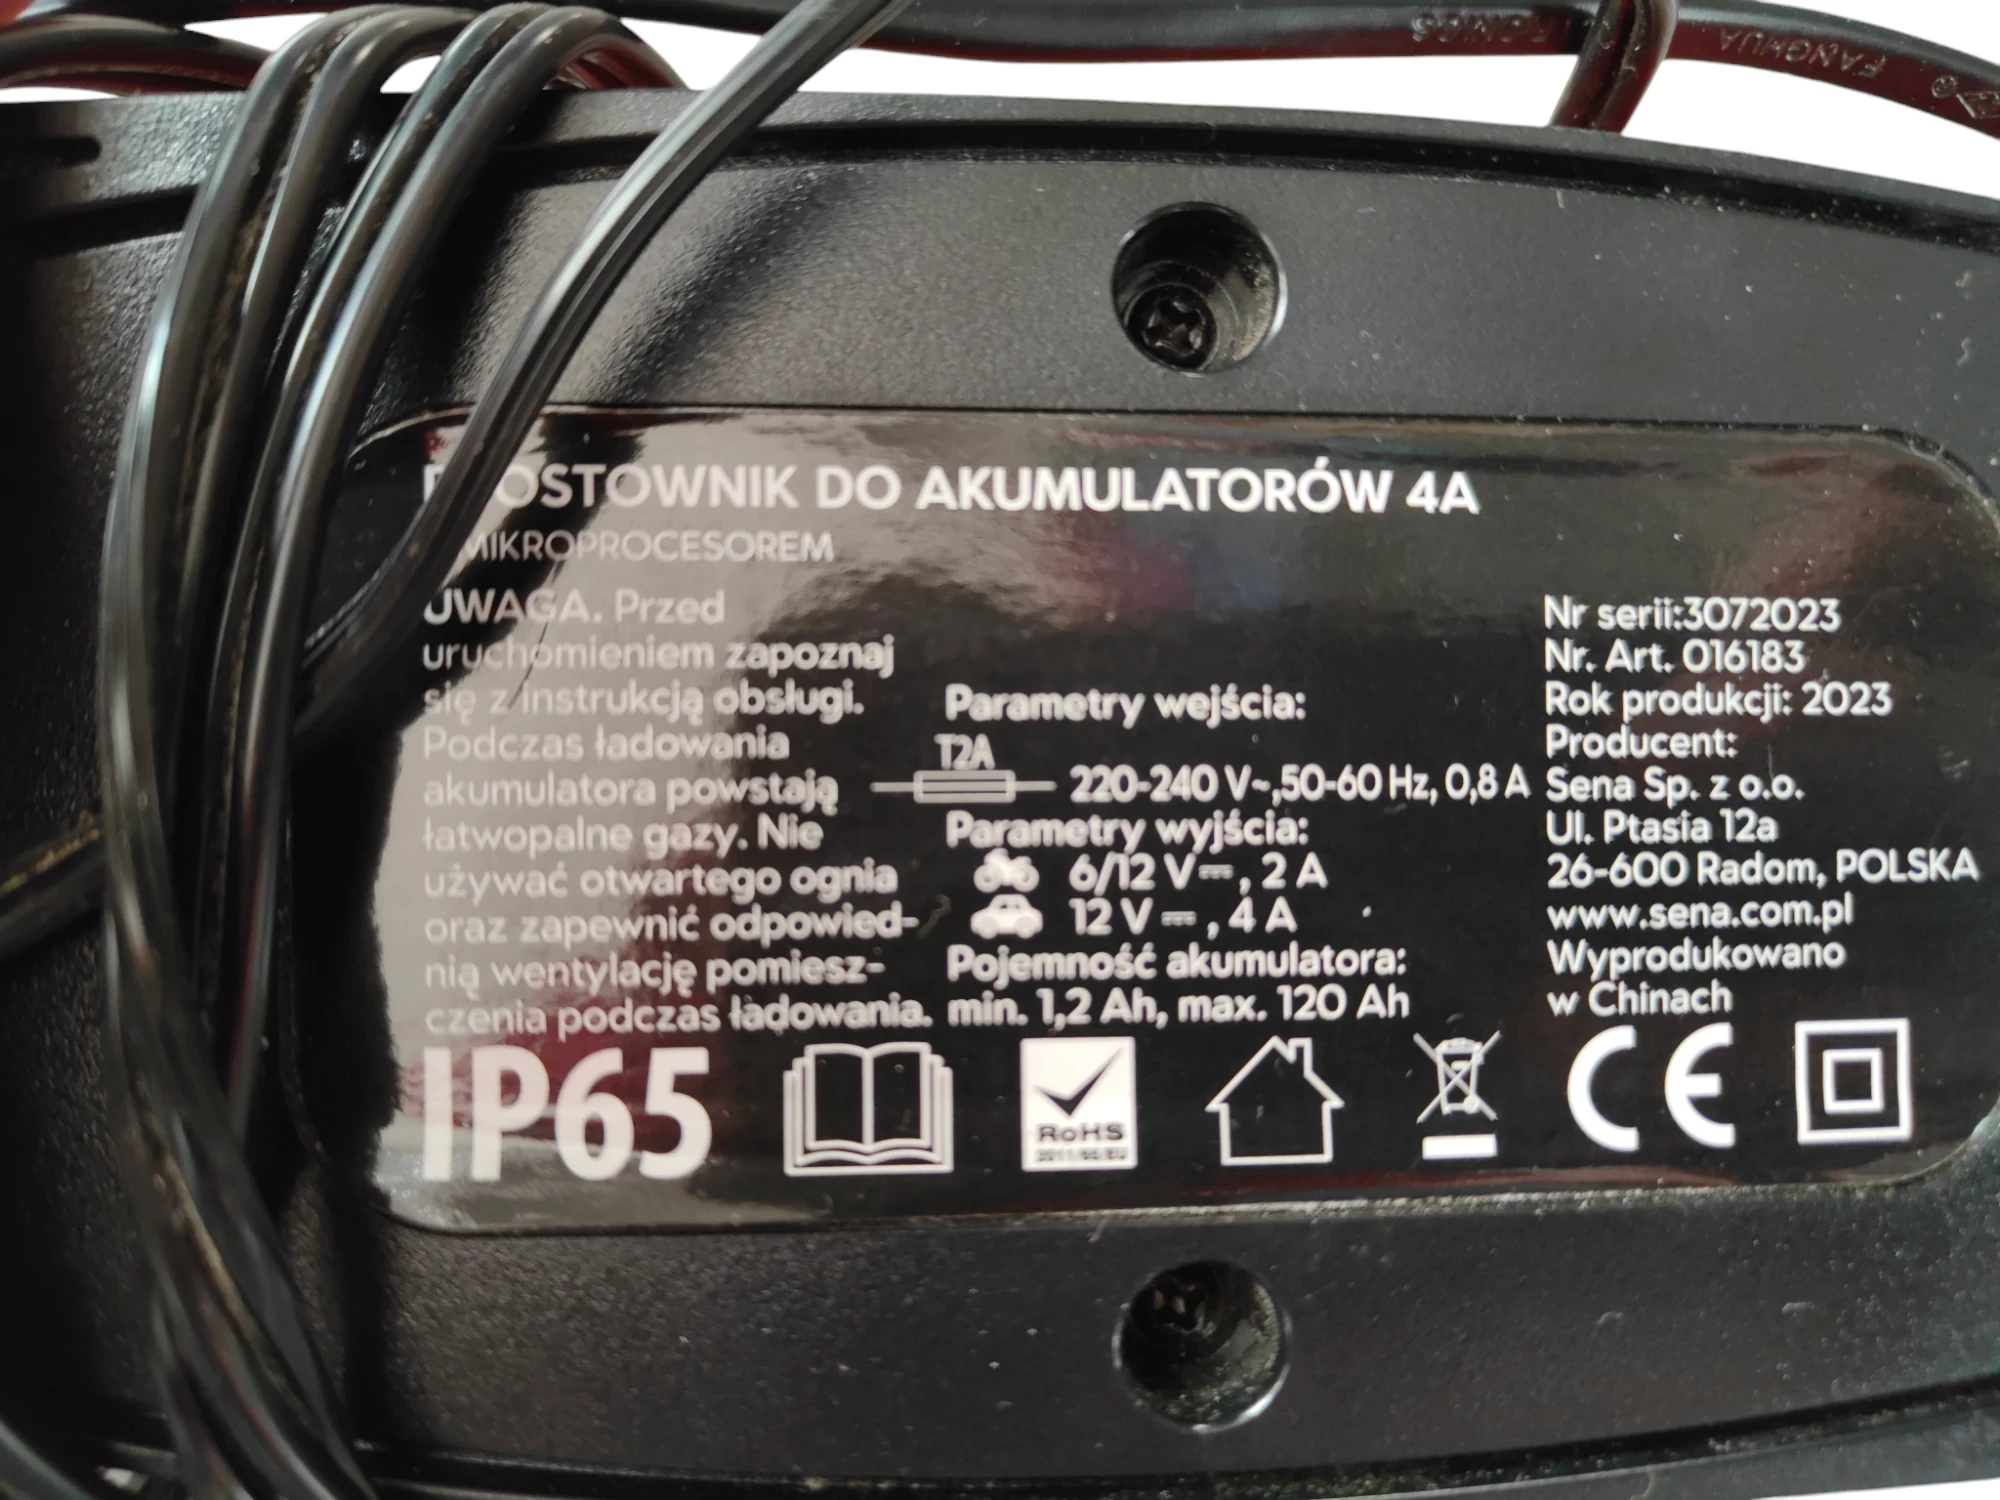 FANGHUA
DO AKUMULATORÓW 4A
MIKROPROCESOREM
UWAGA. Przed
uruchomieniem zapoznaj
się z instrukcją obsługi.
Podczas ładowania
akumulatora powstają
łatwopalne gazy. Nie
używać otwartego ognia
oraz zapewnić odpowied-
nią wentylację pomiesz-
czenia podczas ładowania.
Parametry wejścia:
T2A
220-240 V~,50-60 Hz, 0,8 A
Parametry wyjścia:
6/12 V⎓, 2 A
12 V ⎓, 4 A
Pojemność akumulatora:
min. 1,2 Ah, max. 120 Ah
Nr serii:3072023
Nr. Art. 016183
Rok produkcji: 2023
Producent:
Sena Sp. z o.o.
Ul. Ptasia 12a
26-600 Radom, POLSKA
www.sena.com.pl
Wyprodukowano
w Chinach
IP65
RoHS
2011/65/EU
CE